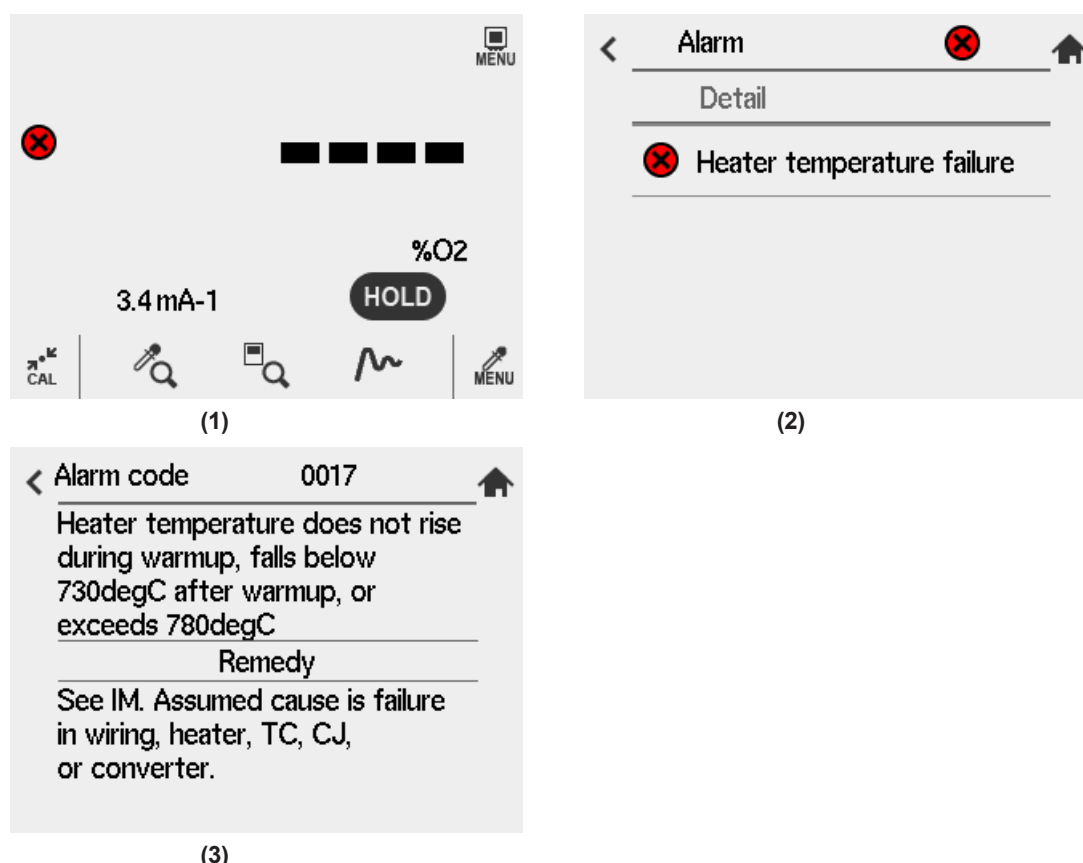 MENU
%O2
3.4 mA-1
HOLD
CAL
MENU
(1)
Alarm
Detail
Heater temperature failure
(2)
Alarm code 0017
Heater temperature does not rise
during warmup, falls below
730degC after warmup, or
exceeds 780degC
Remedy
See IM. Assumed cause is failure
in wiring, heater, TC, CJ,
or converter.
(3)